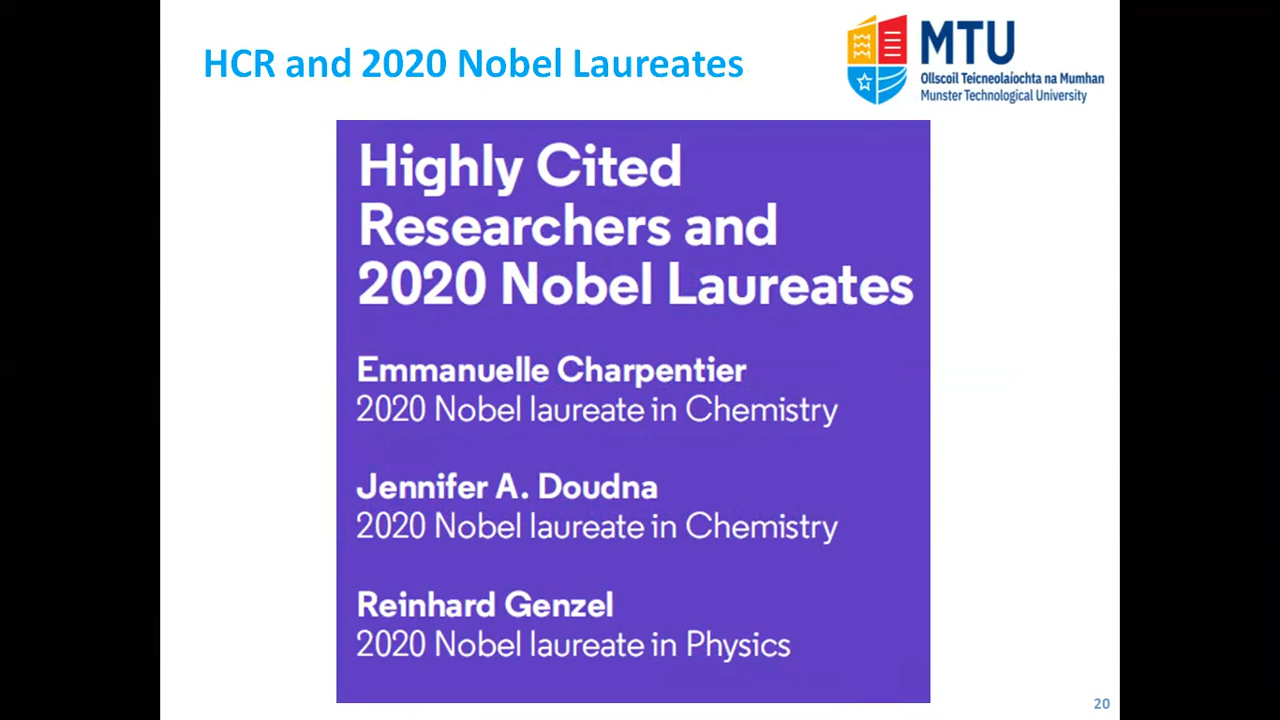 HCR and 2020 Nobel Laureates
MTU
Ollscoil Teicneolaíochta na Mumhan
Munster Technological University
Highly Cited
Researchers and
2020 Nobel Laureates
Emmanuelle Charpentier
2020 Nobel laureate in Chemistry
Jennifer A. Doudna
2020 Nobel laureate in Chemistry
Reinhard Genzel
2020 Nobel laureate in Physics
20